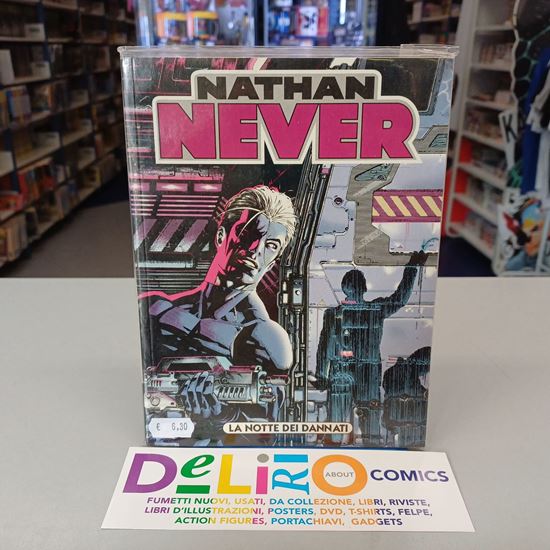 NATHAN
NEVER
€ 6,30
LA NOTTE DEI DANNATI
DeLiRiO ABOUT COMICS
FUMETTI NUOVI, USATI, DA COLLEZIONE, LIBRI, RIVISTE,
LIBRI D'ILLUSTRAZIONI, POSTERS, DVD, T-SHIRTS, FELPE,
ACTION FIGURES, PORTACHIAVI, GADGETS